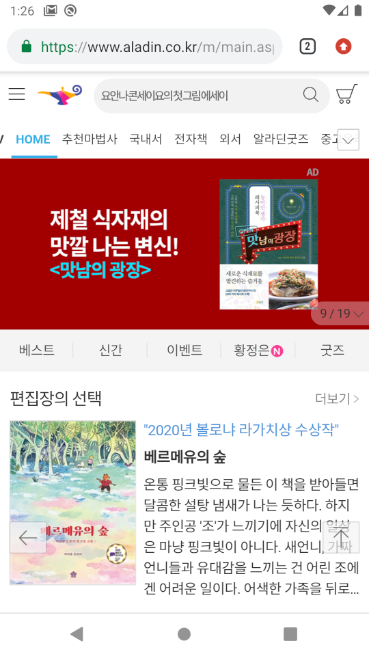 1:26
https://www.aladin.co.kr/m/main.as
2
요안나콘세이요의첫그림에세이
HOME 추천마법사 국내서 전자책 외서 알라딘굿즈 중고
AD
제철 식자재의
맛깔 나는 변신!
<맛남의 광장>
맛남의광장
새로운 식재료를
발견하는 즐거움
9 / 19
베스트 신간 이벤트 황정은 N 굿즈
편집장의 선택 더보기
"2020년 볼로냐 라가치상 수상작"
베르메유의 숲
온통 핑크빛으로 물든 이 책을 받아들면
달콤한 설탕 냄새가 나는 듯하다. 하지
만 주인공 '조'가 느끼기에 자신의 일상
은 마냥 핑크빛이 아니다. 새언니, 가짜
언니들과 유대감을 느끼는 건 어린 조에
겐 어려운 일이다. 어색한 가족을 뒤로...
베르메유의 숲